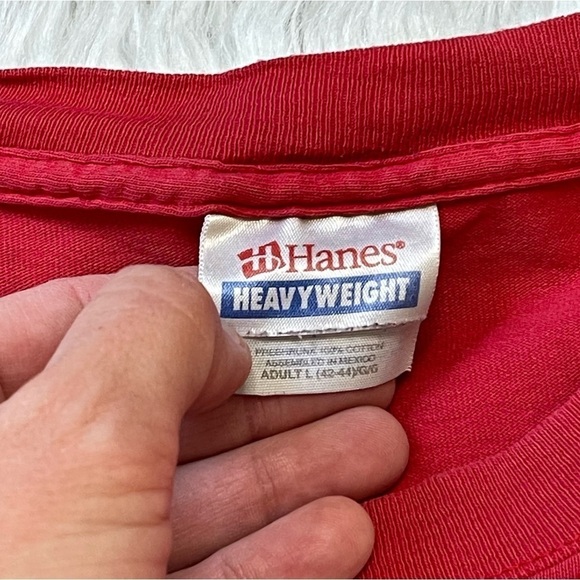 Hanes®
HEAVYWEIGHT
PRESHRUNK 100% COTTON
ASSEMBLED IN MEXICO
ADULT L (42-44)/G/G